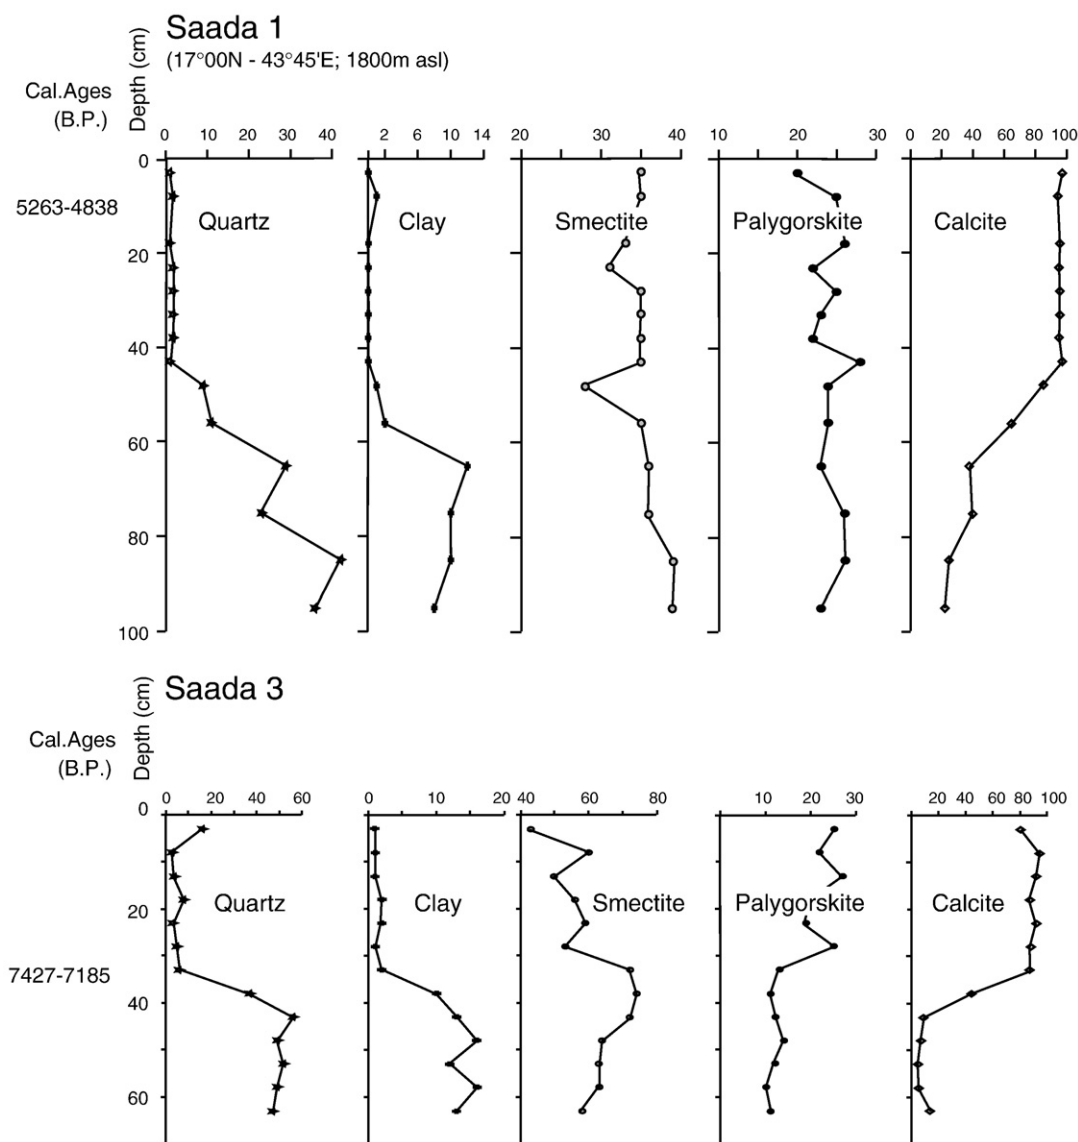 Saada 1
(17°00N - 43°45'E; 1800m asl)
Cal.Ages
(B.P.)
Depth (cm)
0 10 20 30 40
2 6 10 14
20 30 40
10 20 30
0 20 40 60 80 100
0
5263-4838
Quartz Clay Smectite Palygorskite Calcite
20
40
60
80
100
Saada 3
Cal.Ages
(B.P.)
Depth (cm)
0 20 40 60
0 10 20
40 60 80
10 20 30
20 40 60 80 100
0
20
Quartz Clay Smectite Palygorskite Calcite
7427-7185
40
60